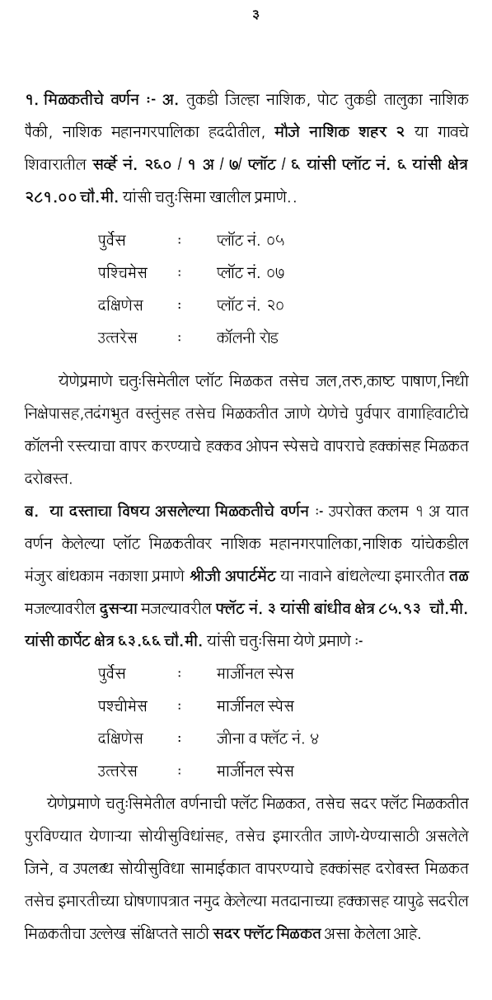 ३
१. मिळकतीचे वर्णन :- अ. तुकडी जिल्हा नाशिक, पोट तुकडी तालुका नाशिक
पैकी, नाशिक महानगरपालिका हददीतील, मौजे नाशिक शहर २ या गावचे
शिवारातील सर्व्हे नं. २६० / १ अ / ७/ प्लॉट / ६ यांसी प्लॉट नं. ६ यांसी क्षेत्र
२८१.०० चौ.मी. यांसी चतुःसिमा खालील प्रमाणे..
पुर्वेस : प्लॉट नं. ०५
पश्चिमेस : प्लॉट नं. ०७
दक्षिणेस : प्लॉट नं. २०
उत्तरेस : कॉलनी रोड
येणेप्रमाणे चतुःसिमेतील प्लॉट मिळकत तसेच जल,तरु,काष्ट पाषाण,निधी
निक्षेपासह,तदंगभुत वस्तुंसह तसेच मिळकतीत जाणे येणेचे पुर्वपार वागाहिवाटीचे
कॉलनी रस्त्याचा वापर करण्याचे हक्कव ओपन स्पेसचे वापराचे हक्कांसह मिळकत
दरोबस्त.
ब. या दस्ताचा विषय असलेल्या मिळकतीचे वर्णन :- उपरोक्त कलम १ अ यात
वर्णन केलेल्या प्लॉट मिळकतीवर नाशिक महानगरपालिका,नाशिक यांचेकडील
मंजुर बांधकाम नकाशा प्रमाणे श्रीजी अपार्टमेंट या नावाने बांधलेल्या इमारतीत तळ
मजल्यावरील दुसऱ्या मजल्यावरील फ्लॅट नं. ३ यांसी बांधीव क्षेत्र ८५.९३ चौ.मी.
यांसी कार्पेट क्षेत्र ६३.६६ चौ.मी. यांसी चतुःसिमा येणे प्रमाणे :-
पुर्वेस : मार्जीनल स्पेस
पश्चीमेस : मार्जीनल स्पेस
दक्षिणेस : जीना व फ्लॅट नं. ४
उत्तरेस : मार्जीनल स्पेस
येणेप्रमाणे चतुःसिमेतील वर्णनाची फ्लॅट मिळकत, तसेच सदर फ्लॅट मिळकतीत
पुरविण्यात येणाऱ्या सोयीसुविधांसह, तसेच इमारतीत जाणे-येण्यासाठी असलेले
जिने, व उपलब्ध सोयीसुविधा सामाईकात वापरण्याचे हक्कांसह दरोबस्त मिळकत
तसेच इमारतीच्या घोषणापत्रात नमुद केलेल्या मतदानाच्या हक्कासह यापुढे सदरील
मिळकतीचा उल्लेख संक्षिप्तते साठी सदर फ्लॅट मिळकत असा केलेला आहे.